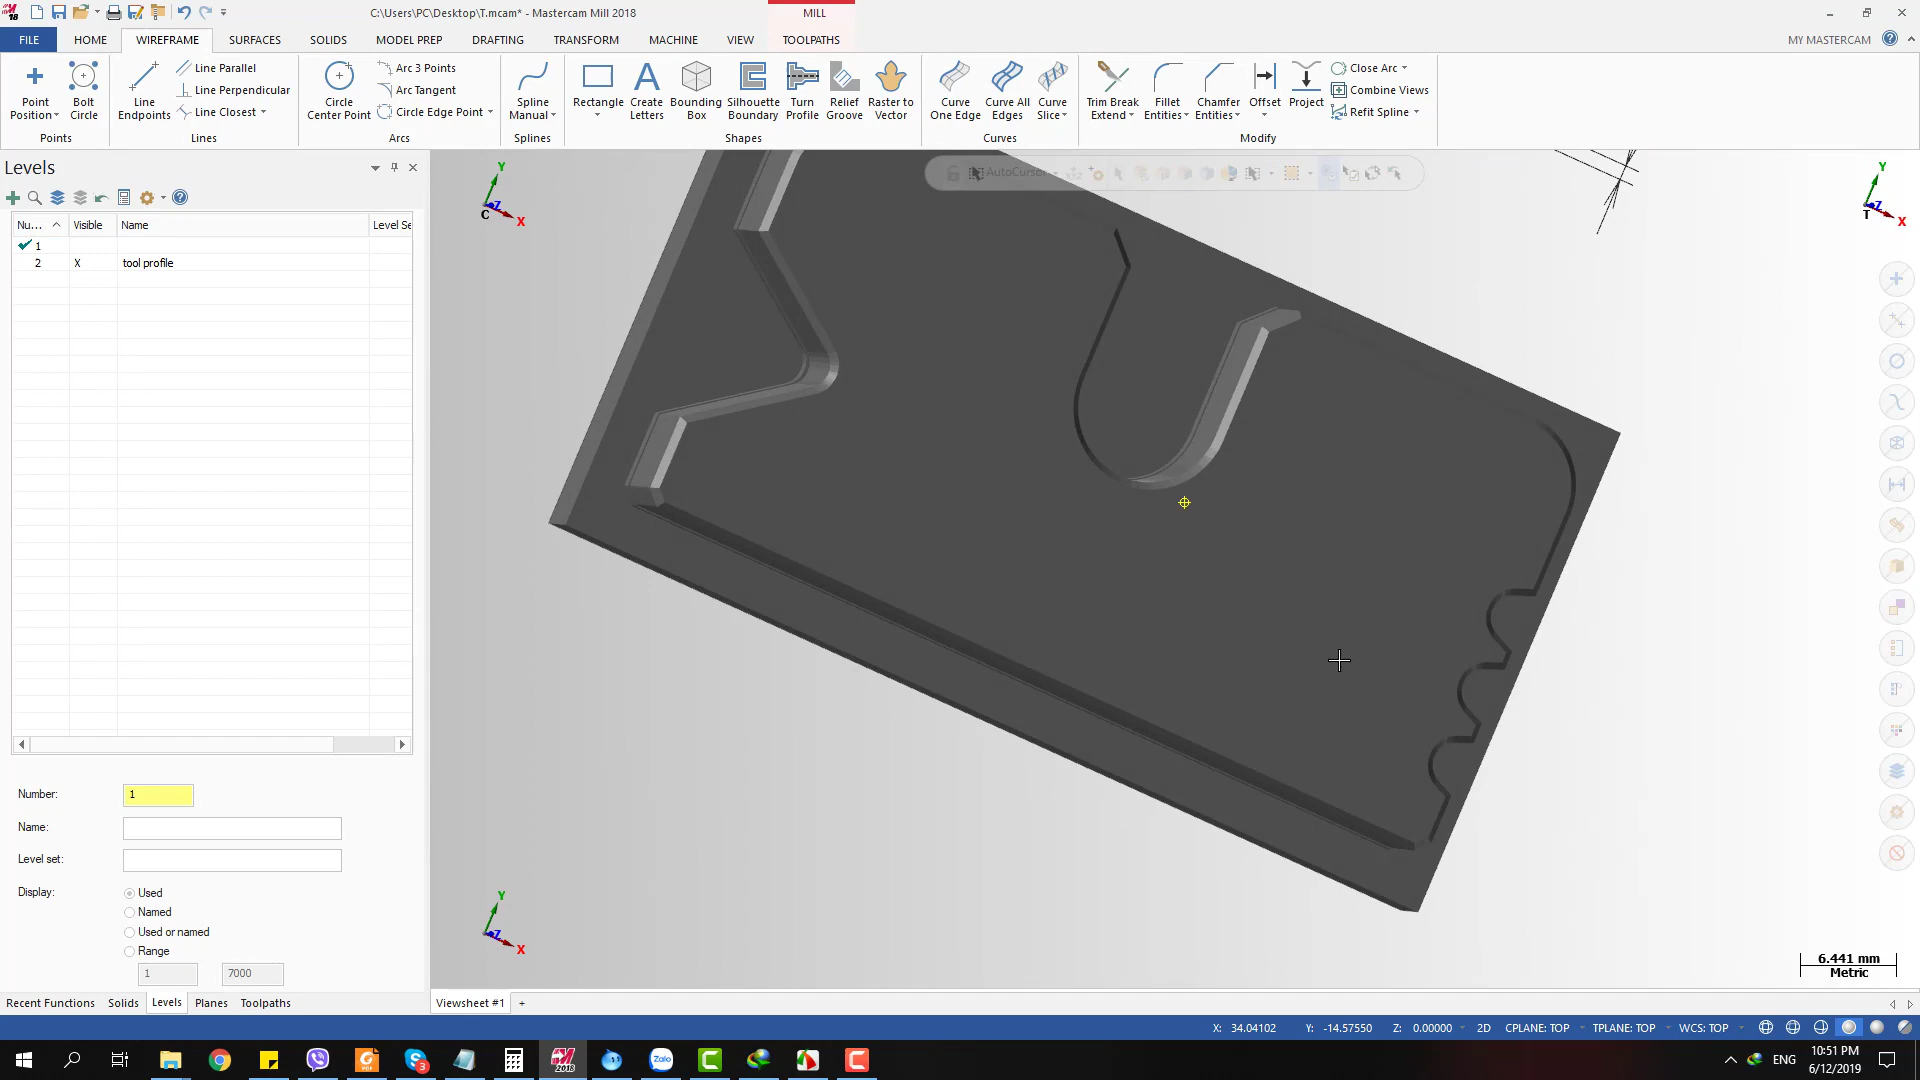 C:\Users\PC\Desktop\T.mcam* - Mastercam Mill 2018
MILL
FILE
HOME
WIREFRAME
SURFACES
SOLIDS
MODEL PREP
DRAFTING
TRANSFORM
MACHINE
VIEW
TOOLPATHS
MY MASTERCAM
Point
Position
Bolt
Circle
Points
Line
Endpoints
Line Parallel
Line Perpendicular
Line Closest
Lines
Circle
Center Point
Arc 3 Points
Arc Tangent
Circle Edge Point
Arcs
Spline
Manual
Splines
Rectangle
Create
Letters
Bounding
Box
Silhouette
Boundary
Turn
Profile
Relief
Groove
Raster to
Vector
Shapes
Curve
One Edge
Curve All
Edges
Curve
Slice
Curves
Trim Break
Extend
Fillet
Entities
Chamfer
Entities
Offset
Project
Close Arc
Combine Views
Refit Spline
Modify
Levels
Nu...
Visible
Name
Level Se
1
2 X tool profile
Number: 1
Name:
Level set:
Display:
Used
Named
Used or named
Range
1
7000
Recent Functions
Solids
Levels
Planes
Toolpaths
AutoCursor
Y
Z
X
C
Y
Z
X
T
Y
Z
X
6.441 mm
Metric
Viewsheet #1
+
X: 34.04102
Y: -14.57550
Z: 0.00000
2D
CPLANE: TOP
TPLANE: TOP
WCS: TOP
2018
3
Zalo
ENG
10:51 PM
6/12/2019